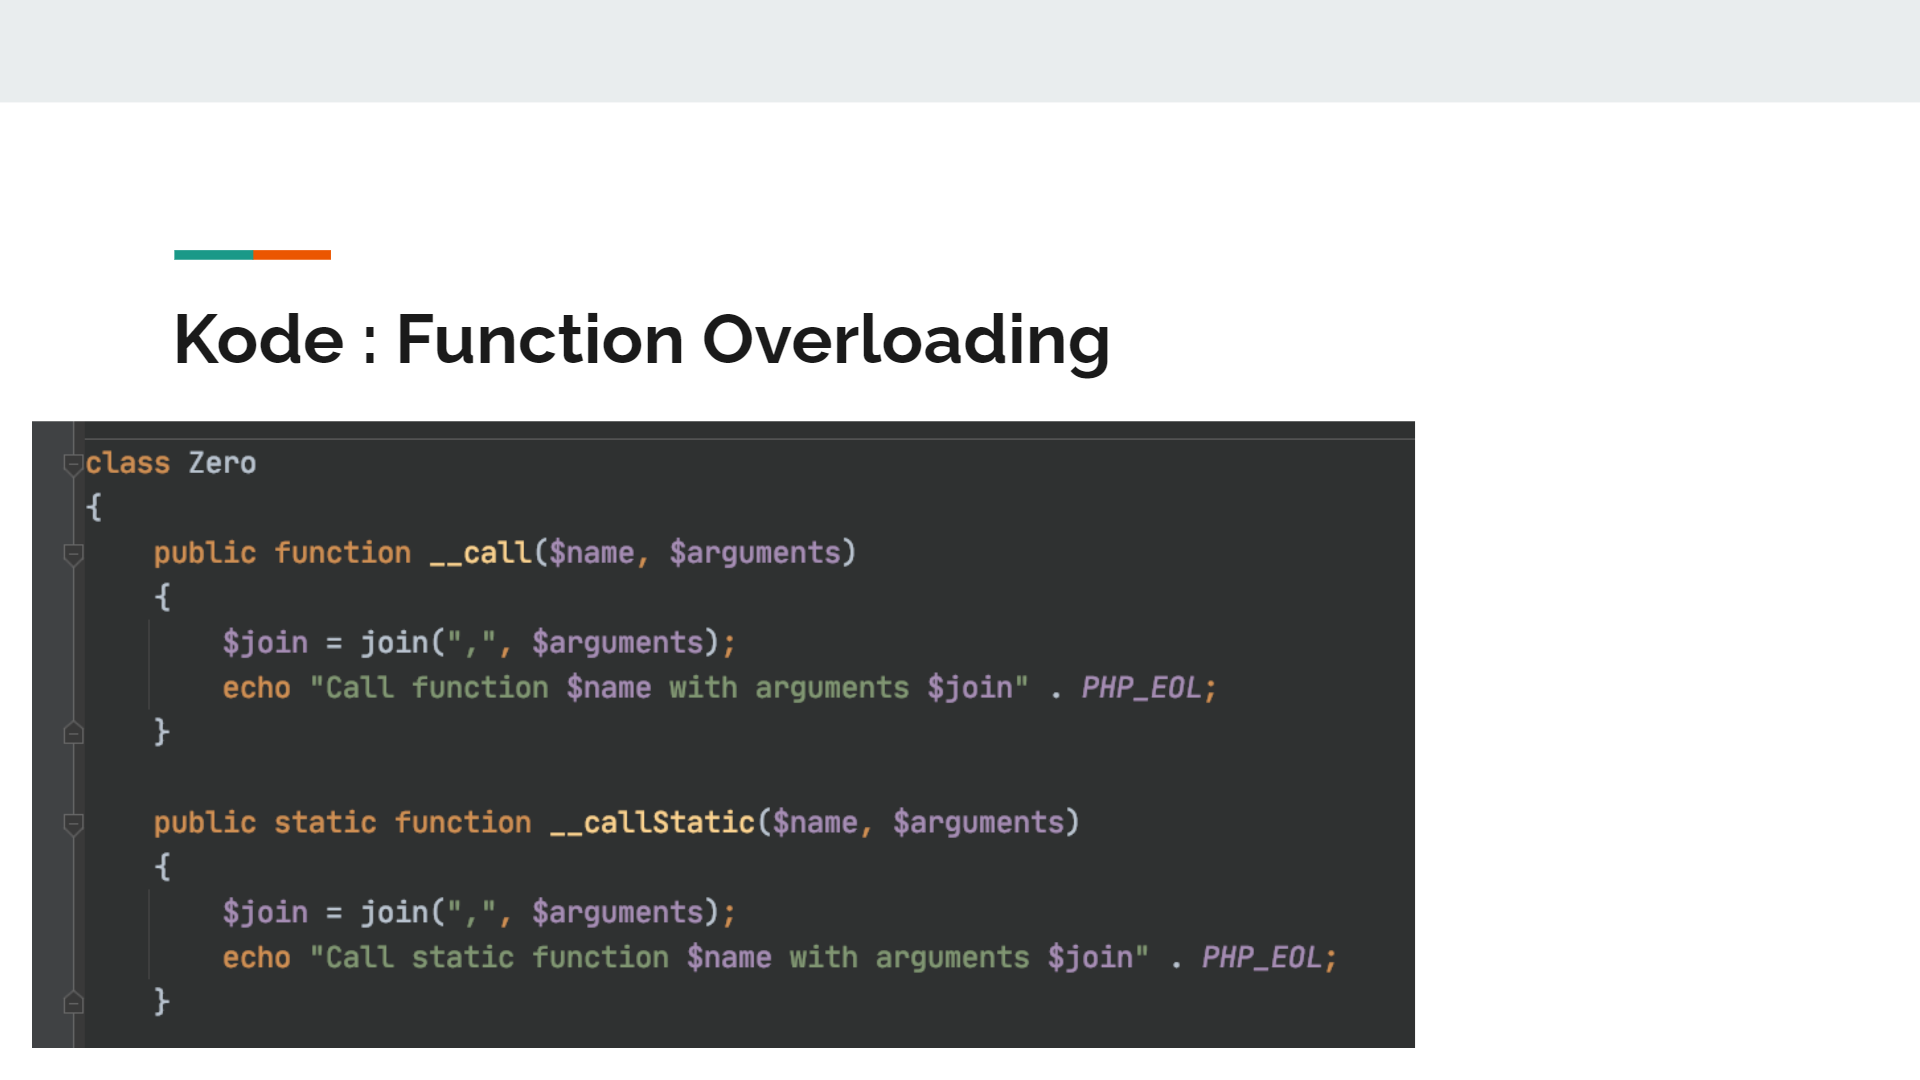 Kode : Function Overloading
class Zero
{
    public function __call($name, $arguments)
    {
        $join = join(",", $arguments);
        echo "Call function $name with arguments $join" . PHP_EOL;
    }

    public static function __callStatic($name, $arguments)
    {
        $join = join(",", $arguments);
        echo "Call static function $name with arguments $join" . PHP_EOL;
    }